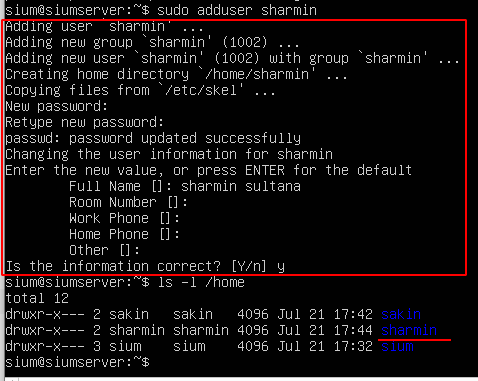 sium@siumserver:~$ sudo adduser sharmin
Adding user `sharmin' ...
Adding new group `sharmin' (1002) ...
Adding new user `sharmin' (1002) with group `sharmin' ...
Creating home directory `/home/sharmin' ...
Copying files from `/etc/skel' ...
New password:
Retype new password:
passwd: password updated successfully
Changing the user information for sharmin
Enter the new value, or press ENTER for the default
Full Name []: sharmin sultana
Room Number []:
Work Phone []:
Home Phone []:
Other []:
Is the information correct? [Y/n] y
sium@siumserver:~$ ls -l /home
total 12
drwxr-x--- 2 sakin   sakin   4096 Jul 21 17:42 sakin
drwxr-x--- 2 sharmin sharmin 4096 Jul 21 17:44 sharmin
drwxr-x--- 3 sium    sium    4096 Jul 21 17:32 sium
sium@siumserver:~$